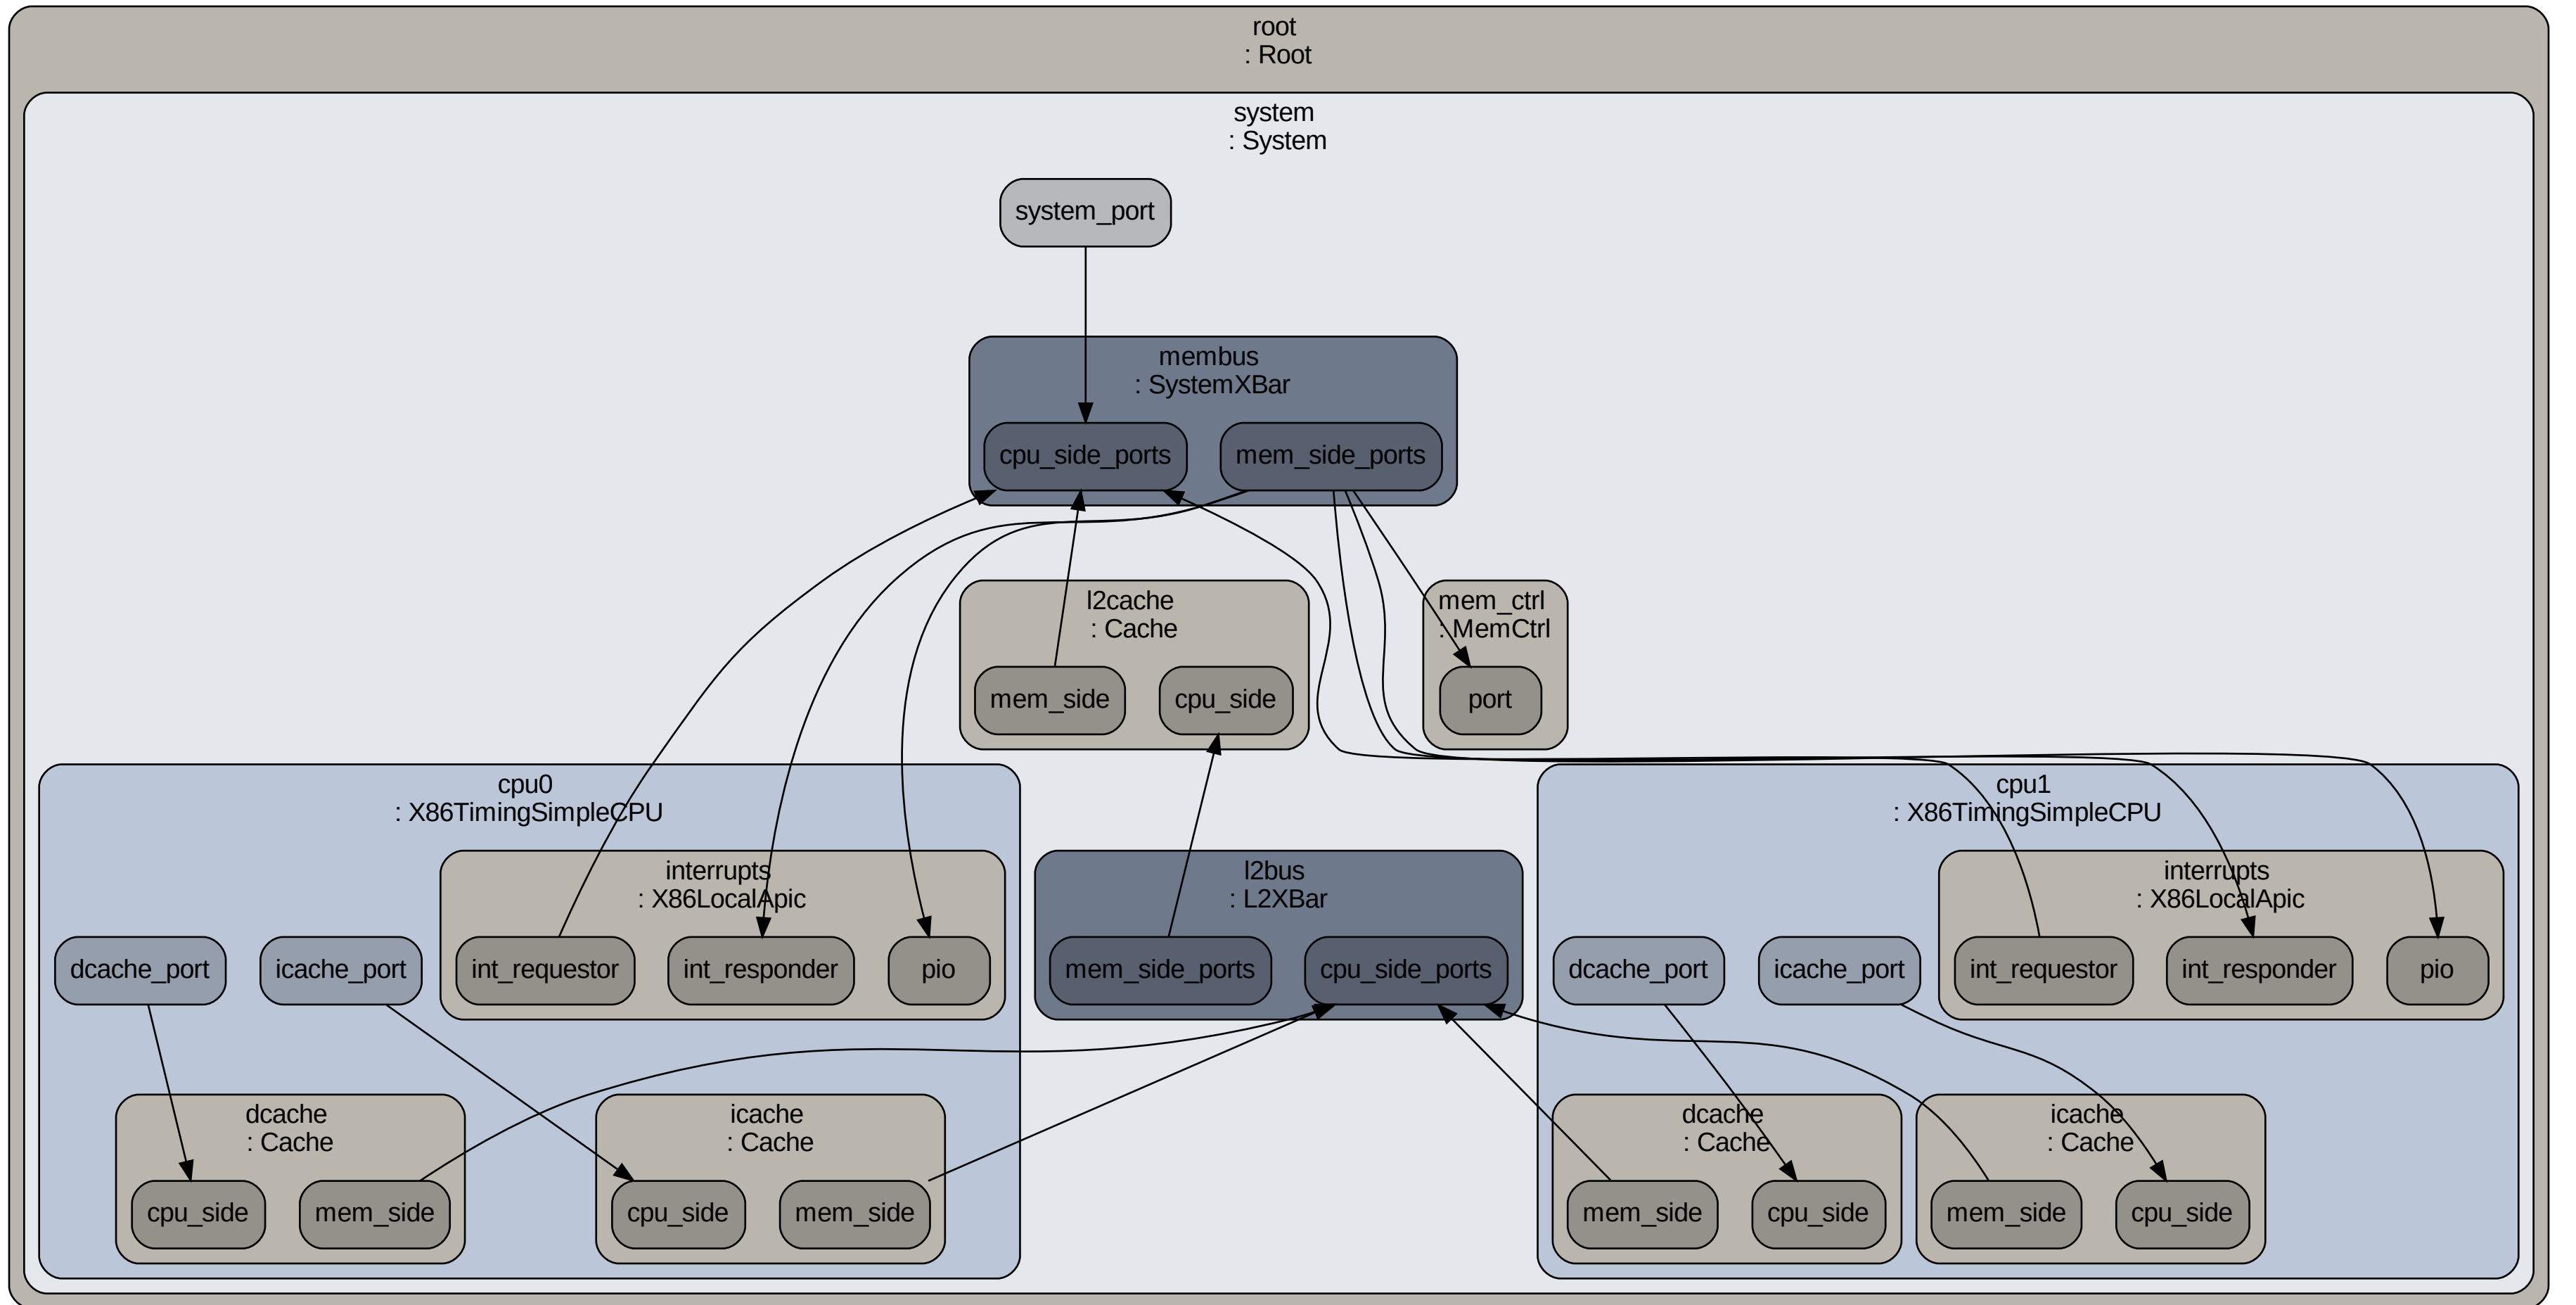 root
: Root
system
: System
system_port
membus
: SystemXBar
cpu_side_ports
mem_side_ports
l2cache
: Cache
mem_side
cpu_side
mem_ctrl
: MemCtrl
port
cpu0
: X86TimingSimpleCPU
interrupts
: X86LocalApic
dcache_port
icache_port
int_requestor
int_responder
pio
dcache
: Cache
cpu_side
mem_side
icache
: Cache
cpu_side
mem_side
l2bus
: L2XBar
mem_side_ports
cpu_side_ports
cpu1
: X86TimingSimpleCPU
interrupts
: X86LocalApic
dcache_port
icache_port
int_requestor
int_responder
pio
dcache
: Cache
mem_side
cpu_side
icache
: Cache
mem_side
cpu_side